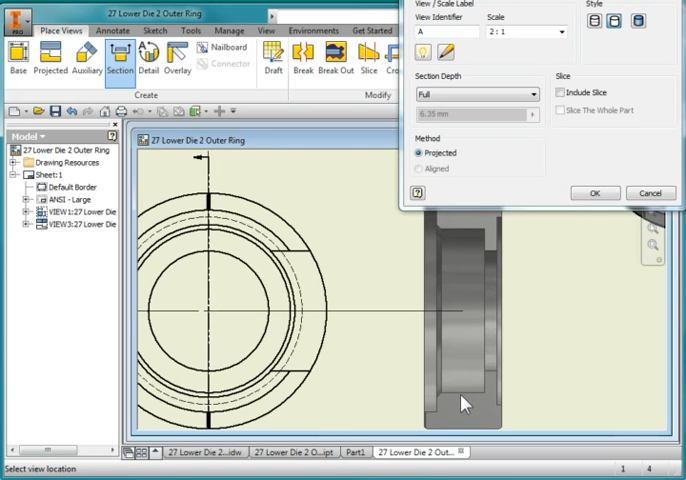 27 Lower Die 2 Outer Ring
PRO
Place Views
Annotate
Sketch
Tools
Manage
View
Environments
Get Started
Base
Projected
Auxiliary
Section
Detail
Overlay
Nailboard
Connector
Draft
Break
Break Out
Slice
Create
Modify
View / Scale Label
View Identifier
Scale
A
2 : 1
Style
Section Depth
Full
6.35 mm
Slice
Include Slice
Slice The Whole Part
Method
Projected
Aligned
OK
Cancel
Model
27 Lower Die 2 Outer Ring
Drawing Resources
Sheet:1
Default Border
ANSI - Large
VIEW1:27 Lower Die
VIEW3:27 Lower Die
27 Lower Die 2 Outer Ring
27 Lower Die 2...idw
27 Lower Die 2 O...ipt
Part1
27 Lower Die 2 Out...
Select view location
1
4